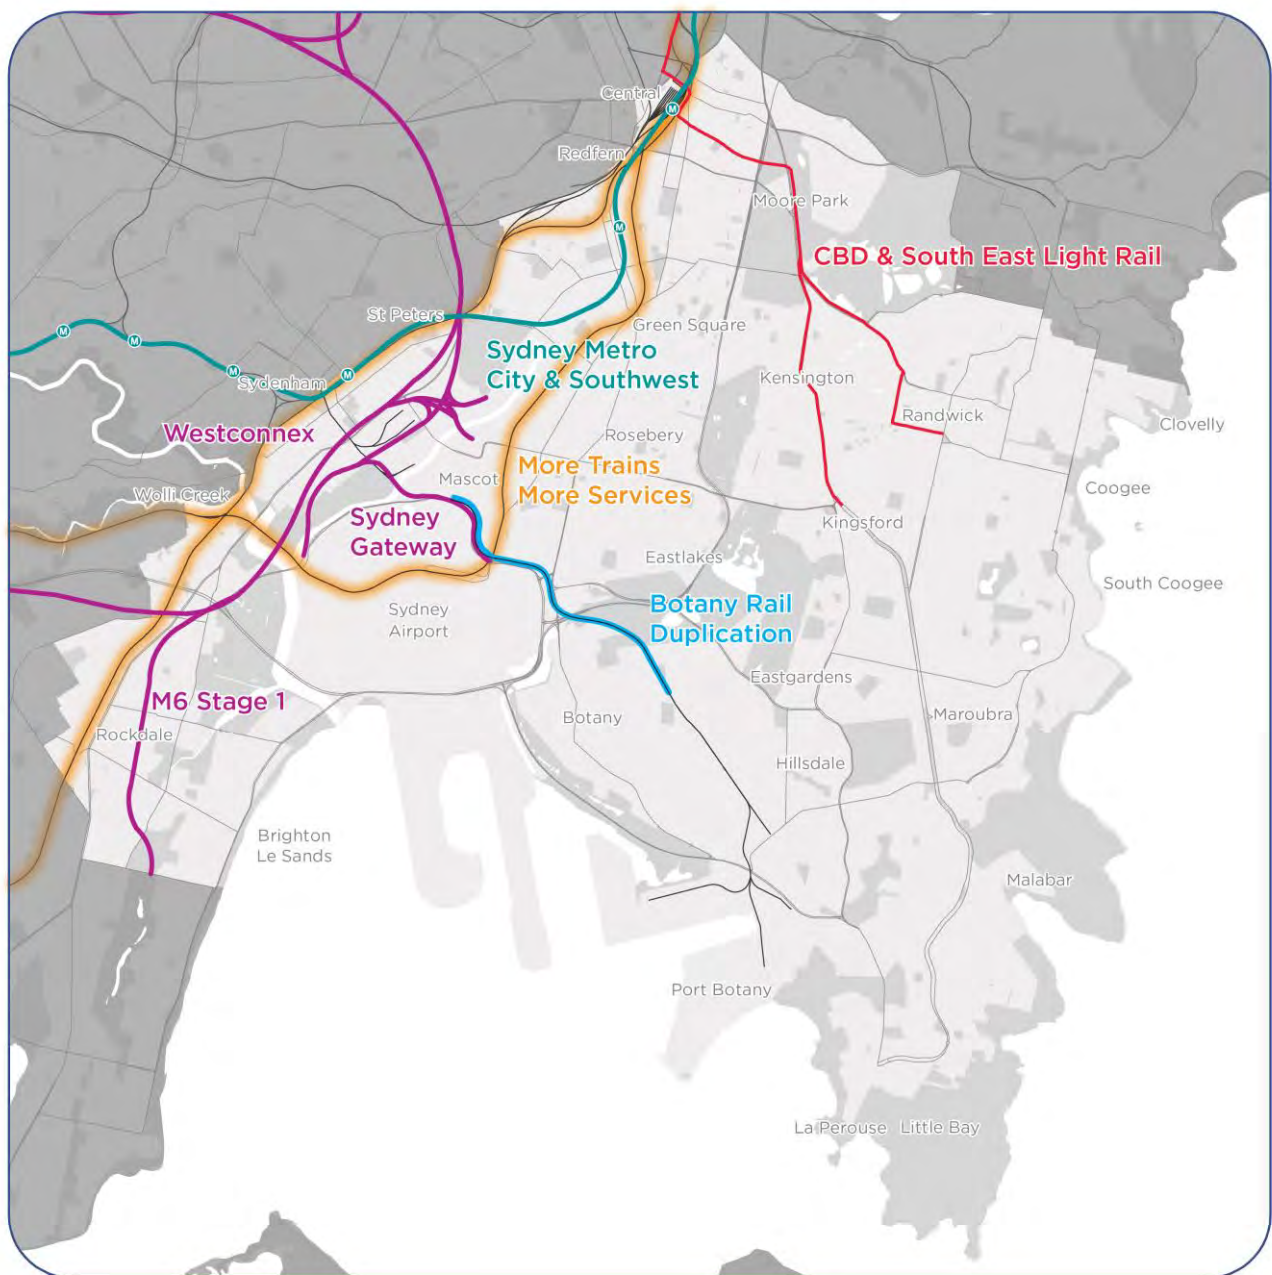 Central
M
Redfern
Moore Park
M
CBD & South East Light Rail
St Peters
Green Square
M
M
Sydney Metro
City & Southwest
M
M
Sydenham
Kensington
Randwick
Clovelly
Westconnex
Rosebery
More Trains
More Services
Mascot
Coogee
Wolli Creek
Sydney
Gateway
Kingsford
Eastlakes
South Coogee
Sydney
Airport
Botany Rail
Duplication
Eastgardens
M6 Stage 1
Botany
Maroubra
Rockdale
Hillsdale
Brighton
Le Sands
Malabar
Port Botany
La Perouse
Little Bay